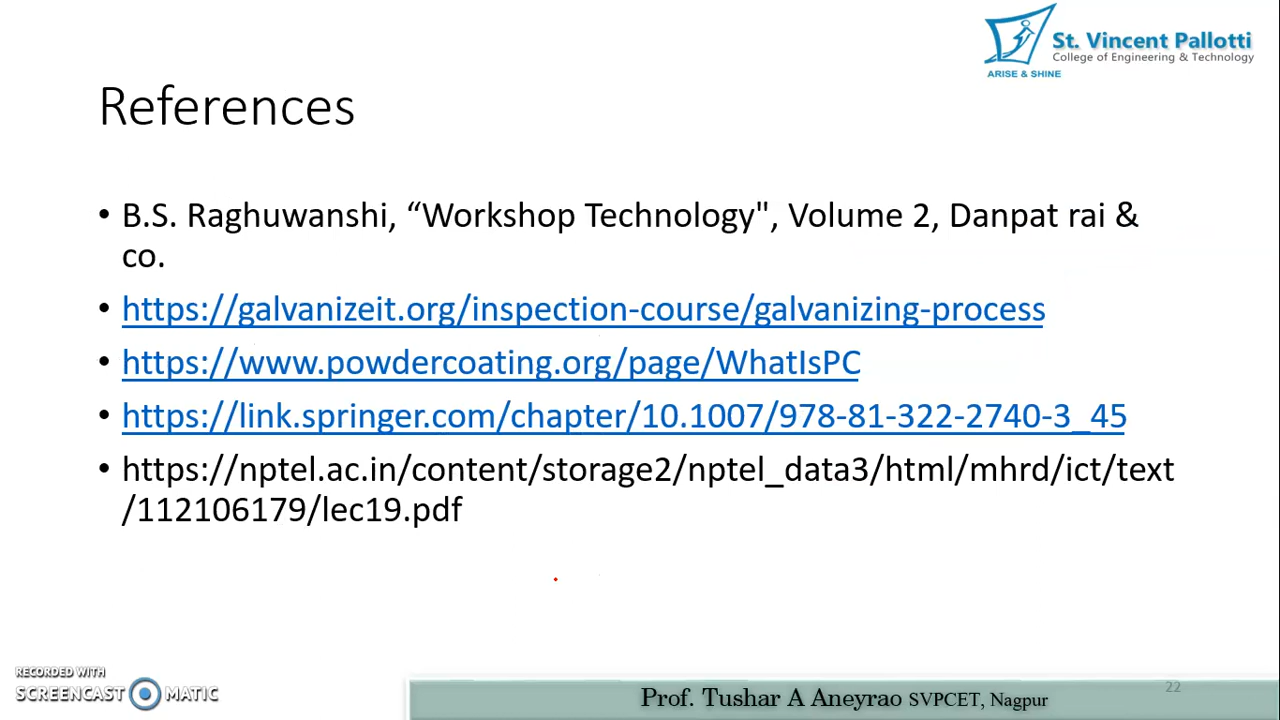 St. Vincent Pallotti
College of Engineering & Technology
ARISE & SHINE
References
• B.S. Raghuwanshi, “Workshop Technology", Volume 2, Danpat rai &
co.
• https://galvanizeit.org/inspection-course/galvanizing-process
• https://www.powdercoating.org/page/WhatIsPC
• https://link.springer.com/chapter/10.1007/978-81-322-2740-3_45
• https://nptel.ac.in/content/storage2/nptel_data3/html/mhrd/ict/text
/112106179/lec19.pdf
RECORDED WITH
SCREENCAST MATIC
Prof. Tushar A Aneyrao SVPCET, Nagpur
22